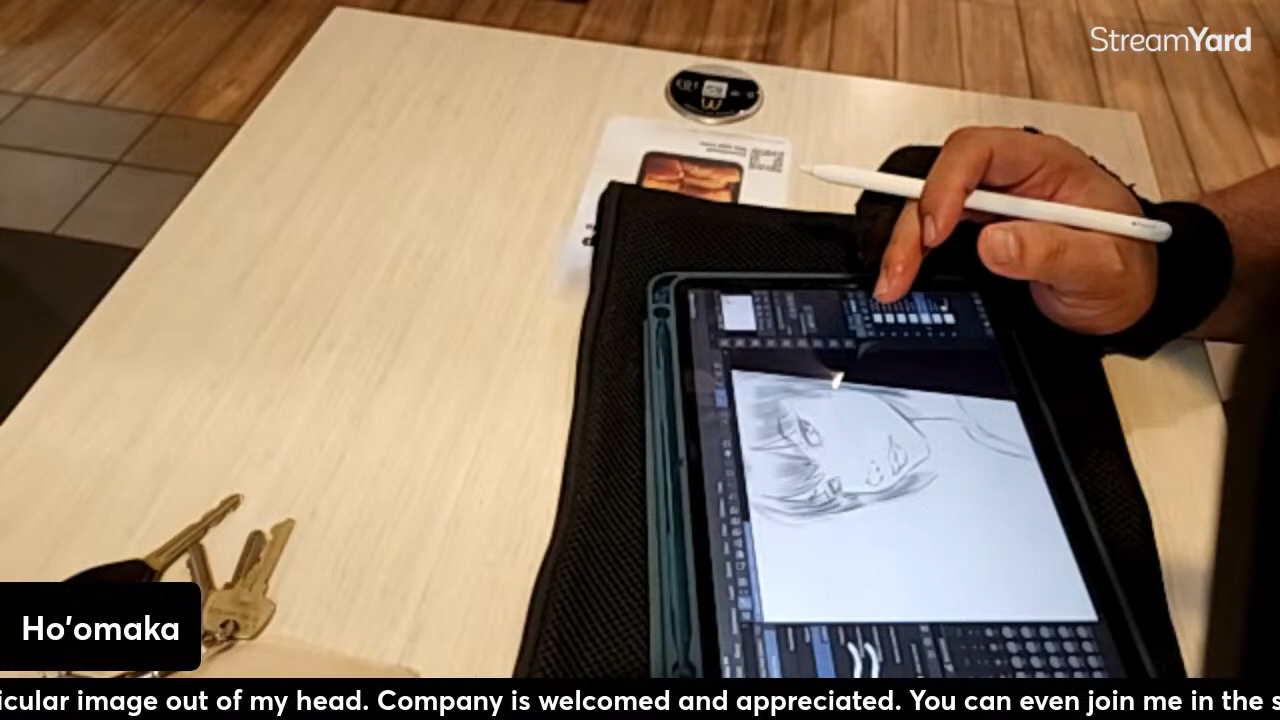 StreamYard
Ho'omaka
icular image out of my head. Company is welcomed and appreciated. You can even join me in the s